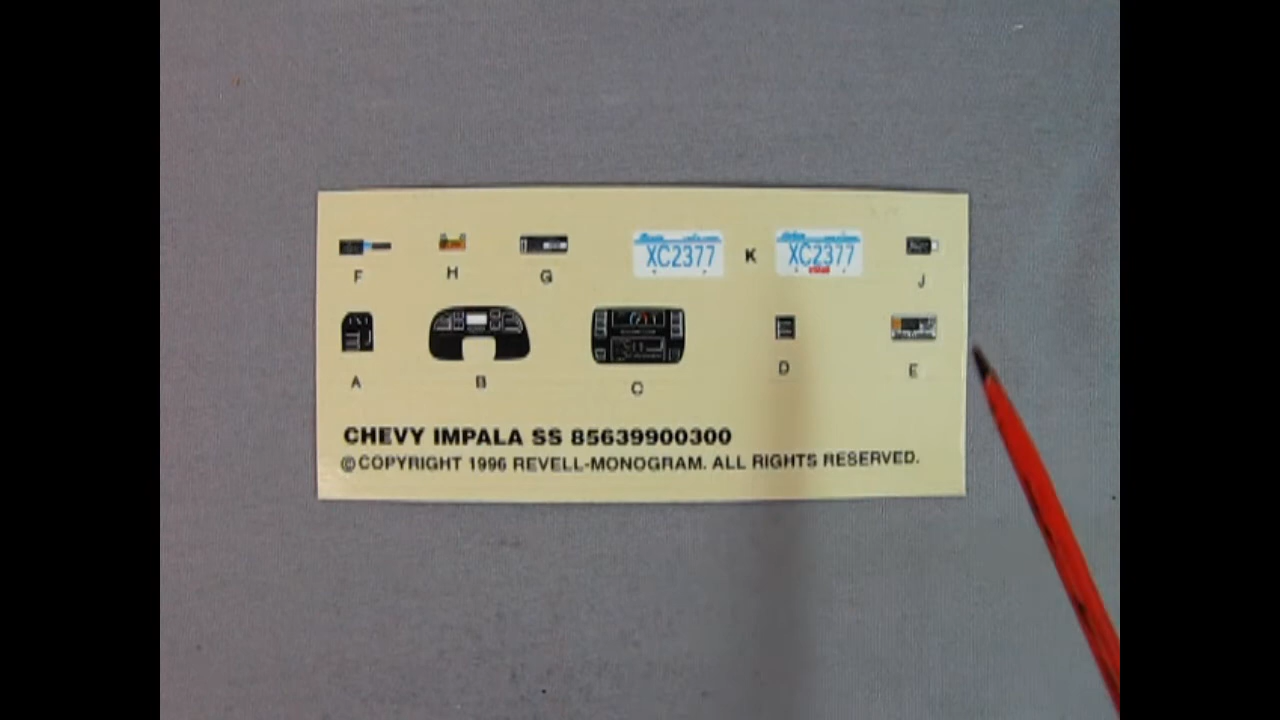 XC2377 K XC2377
F H G J
A B C D E
CHEVY IMPALA SS 85639900300
©COPYRIGHT 1996 REVELL-MONOGRAM. ALL RIGHTS RESERVED.